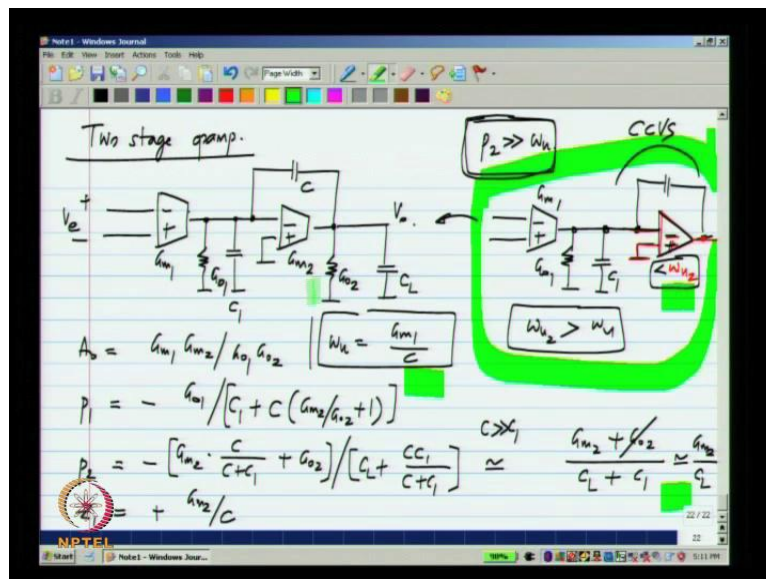 Note1 - Windows Journal
File Edit View Insert Actions Tools Help
Page Width
Two stage opamp.
p₂ >> ωu
CCVS
Ve + -
- +
Gm1
Go1
C1
C
- +
Gm2
Go2
CL
Vo
Gm1
- +
Go1
C1
- +
< ωu2
ωu2 > ωu
A₀ = Gm1 Gm2 / Go1 Go2
ωu = Gm1 / C
p₁ = - Go1 / [C1 + C (Gm2/Go2 + 1)]
C >> C1
p₂ = - [Gm2 · C/(C+C1) + Go2] / [CL + CC1/(C+C1)] ≃ (Gm2 + Go2)/(CL + C1) ≃ Gm2/CL
= + Gm2/C
NPTEL
22 / 22
22
Start
Note1 - Windows Jour...
98%
5:11 PM